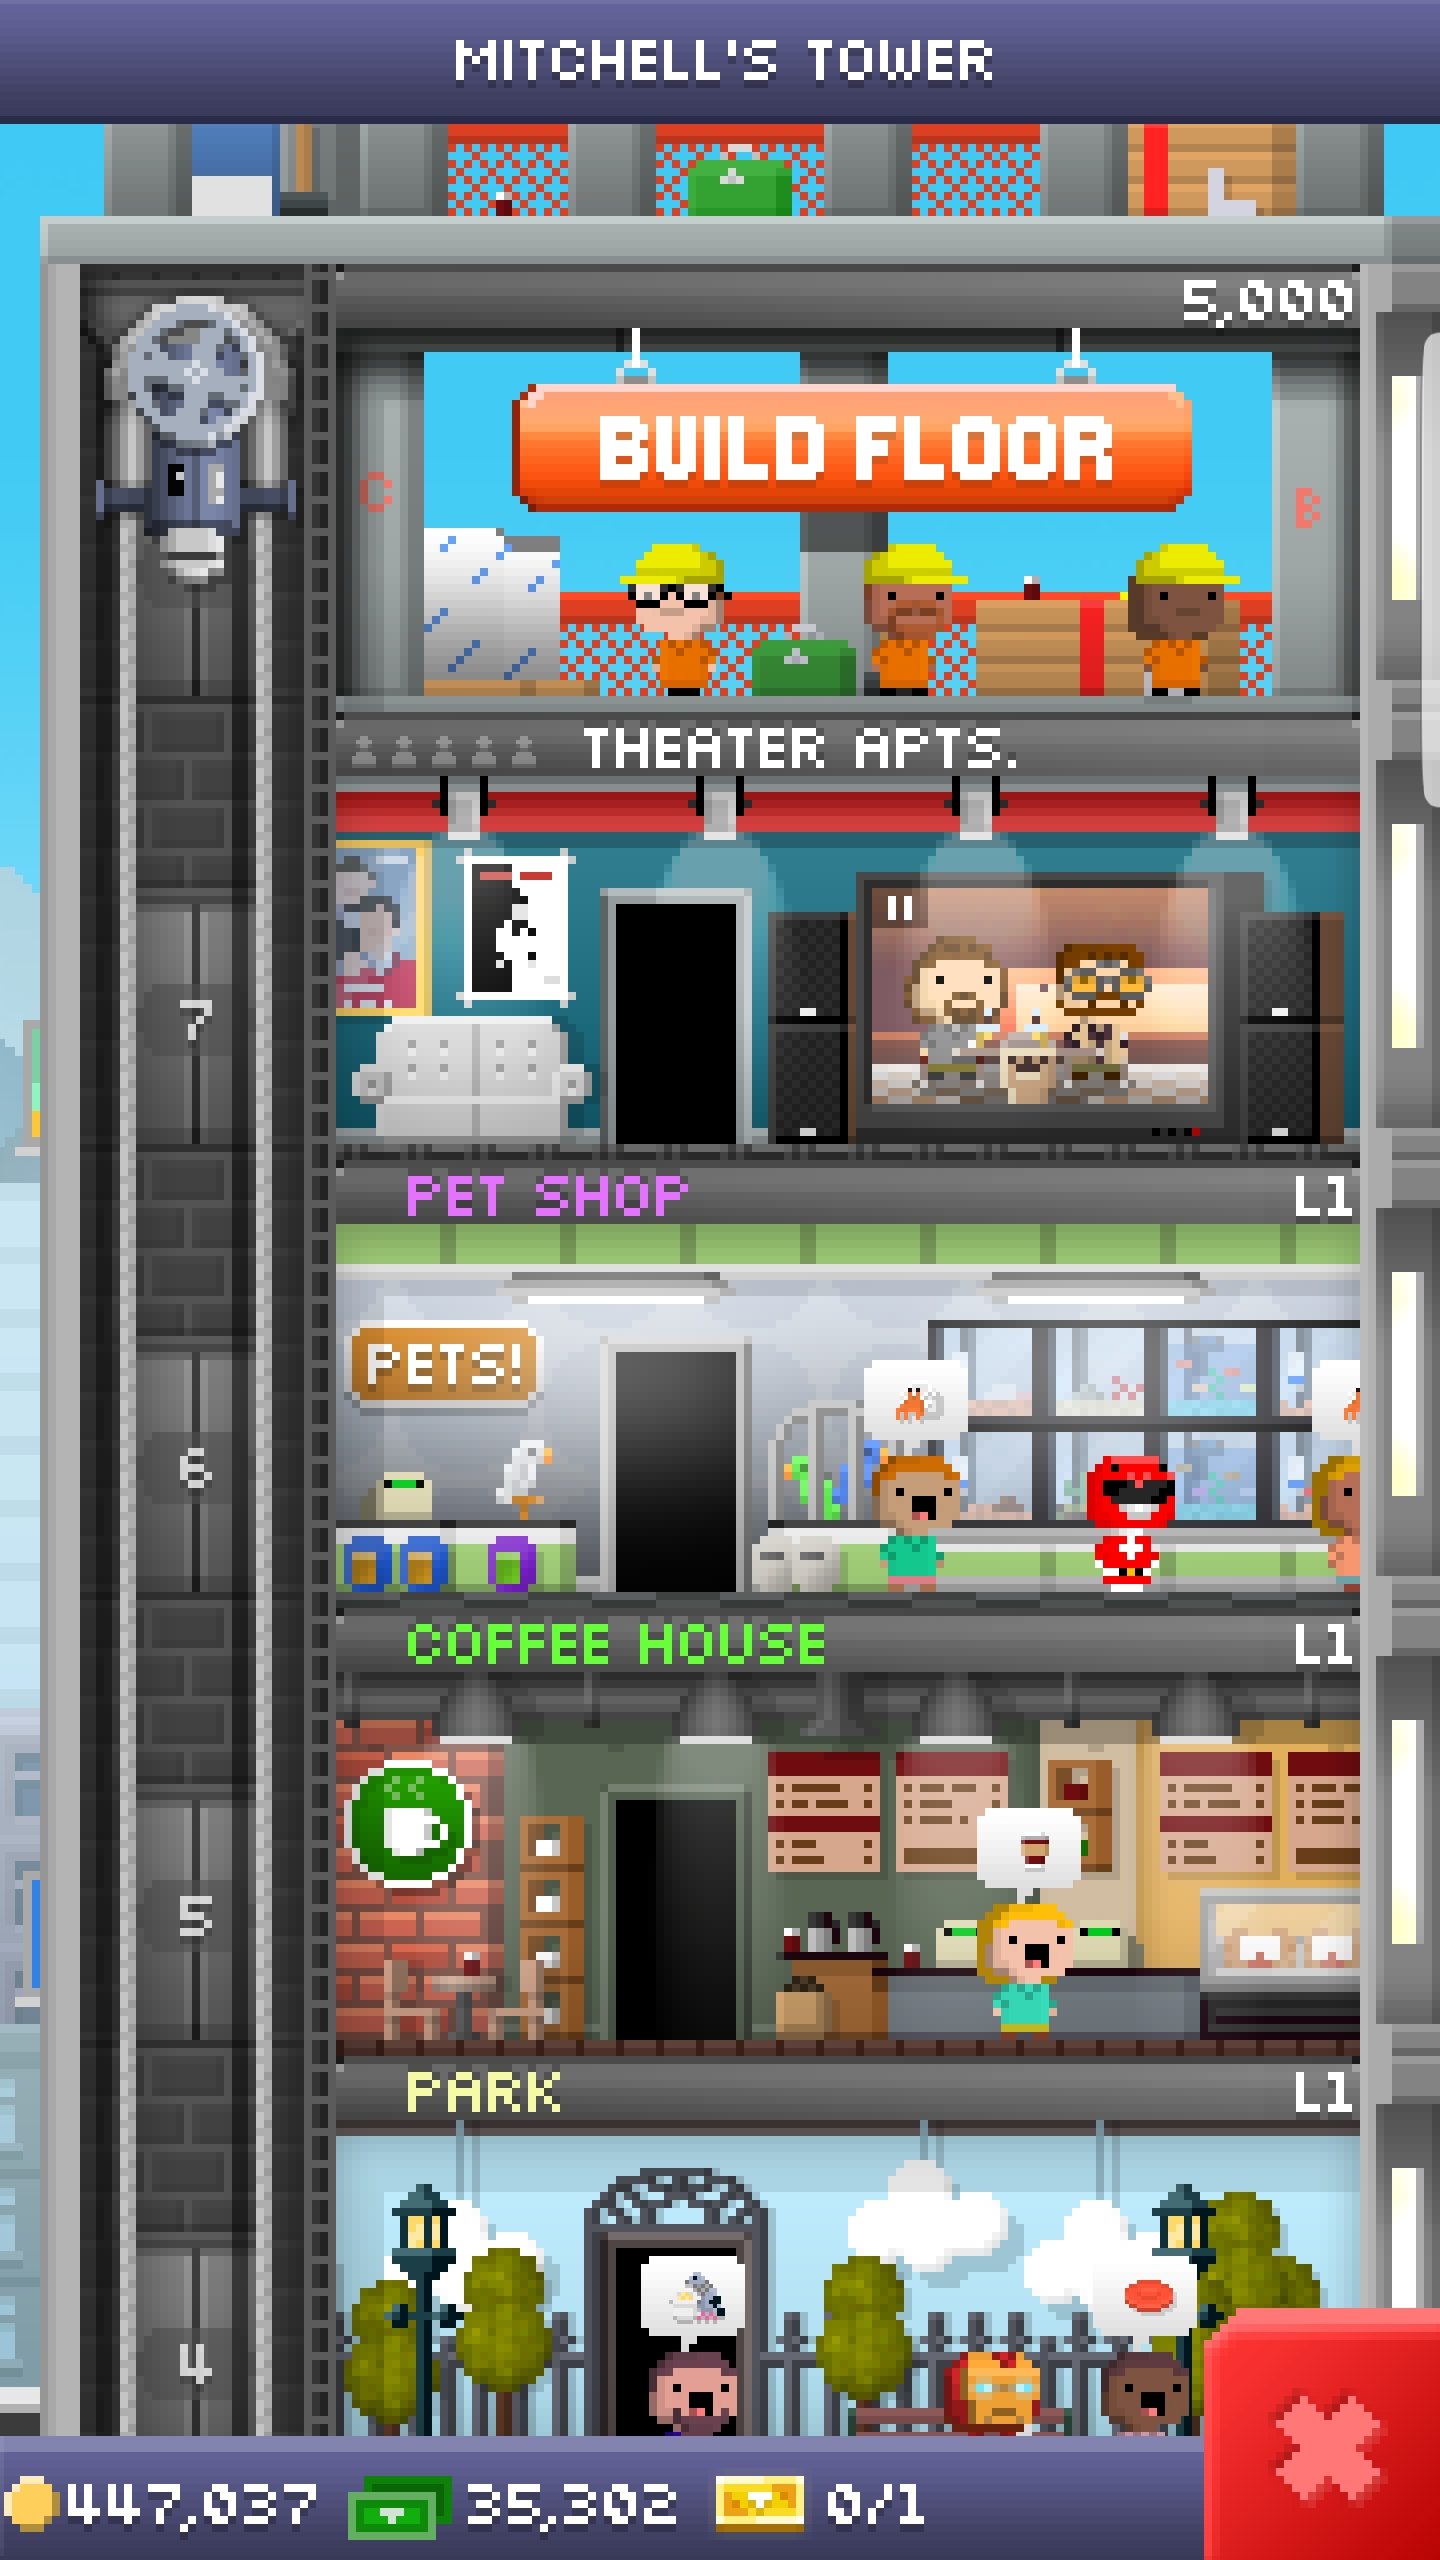 MITCHELL'S TOWER
5,000
BUILD FLOOR
C
B
THEATER APTS.
7
PET SHOP L1
PETS!
6
COFFEE HOUSE L1
5
PARK L1
4
447,037 35,302 0/1